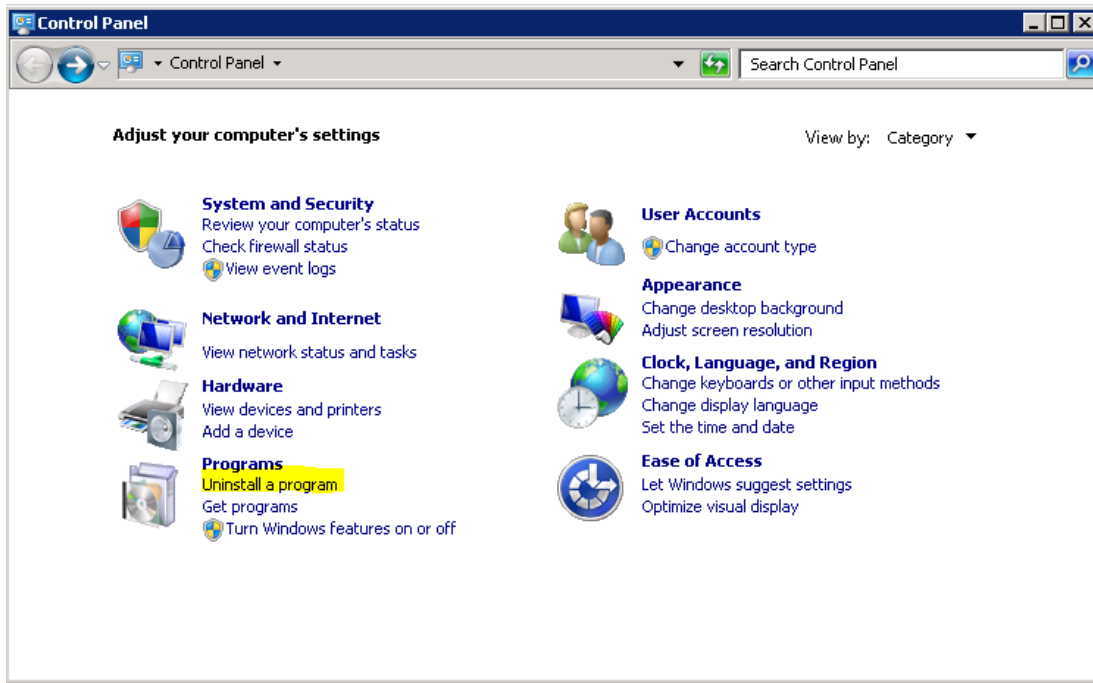 Control Panel
Control Panel
Search Control Panel
Adjust your computer's settings
View by: Category
System and Security
Review your computer's status
Check firewall status
View event logs
Network and Internet
View network status and tasks
Hardware
View devices and printers
Add a device
Programs
Uninstall a program
Get programs
Turn Windows features on or off
User Accounts
Change account type
Appearance
Change desktop background
Adjust screen resolution
Clock, Language, and Region
Change keyboards or other input methods
Change display language
Set the time and date
Ease of Access
Let Windows suggest settings
Optimize visual display